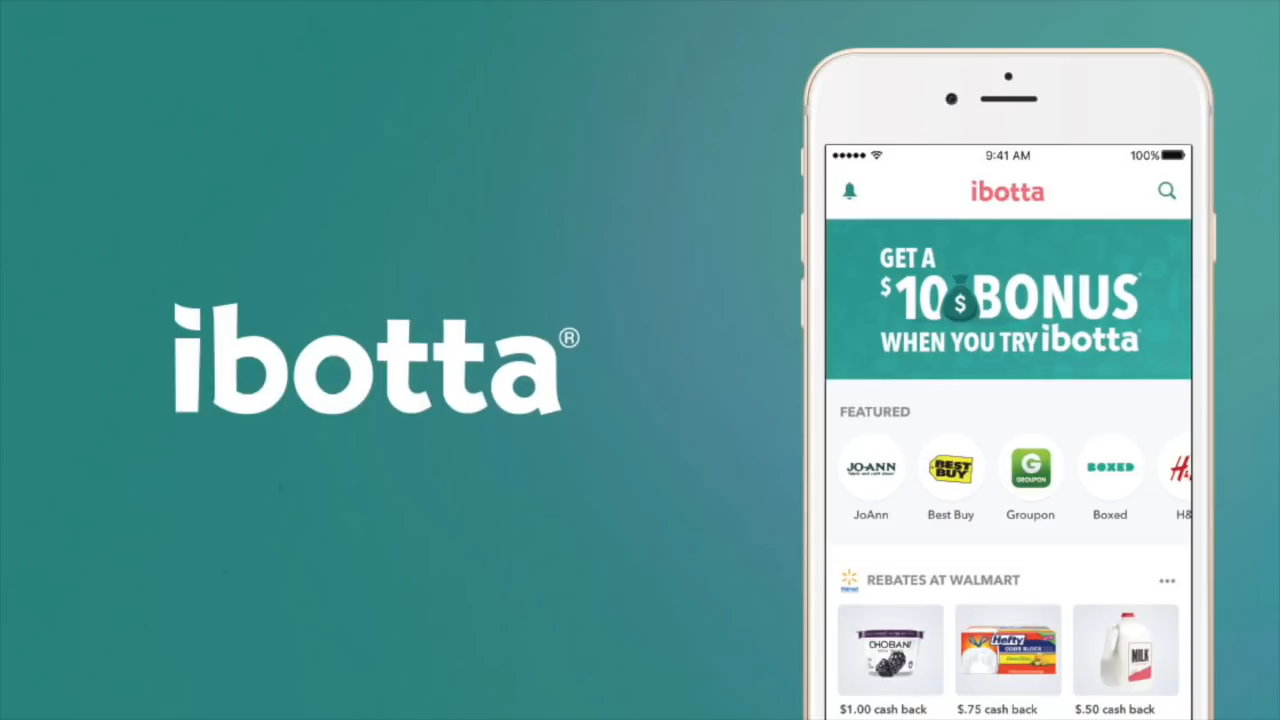 ibotta®
9:41 AM
100%
ibotta
GET A
$10 $ BONUS
WHEN YOU TRY ibotta
FEATURED
JO-ANN
BEST BUY
G
GROUPON
BOXED
H&
JoAnn
Best Buy
Groupon
Boxed
H&
REBATES AT WALMART
CHOBANI
Hefty
ODOR BLOCK
MILK
$1.00 cash back
$.75 cash back
$.50 cash back